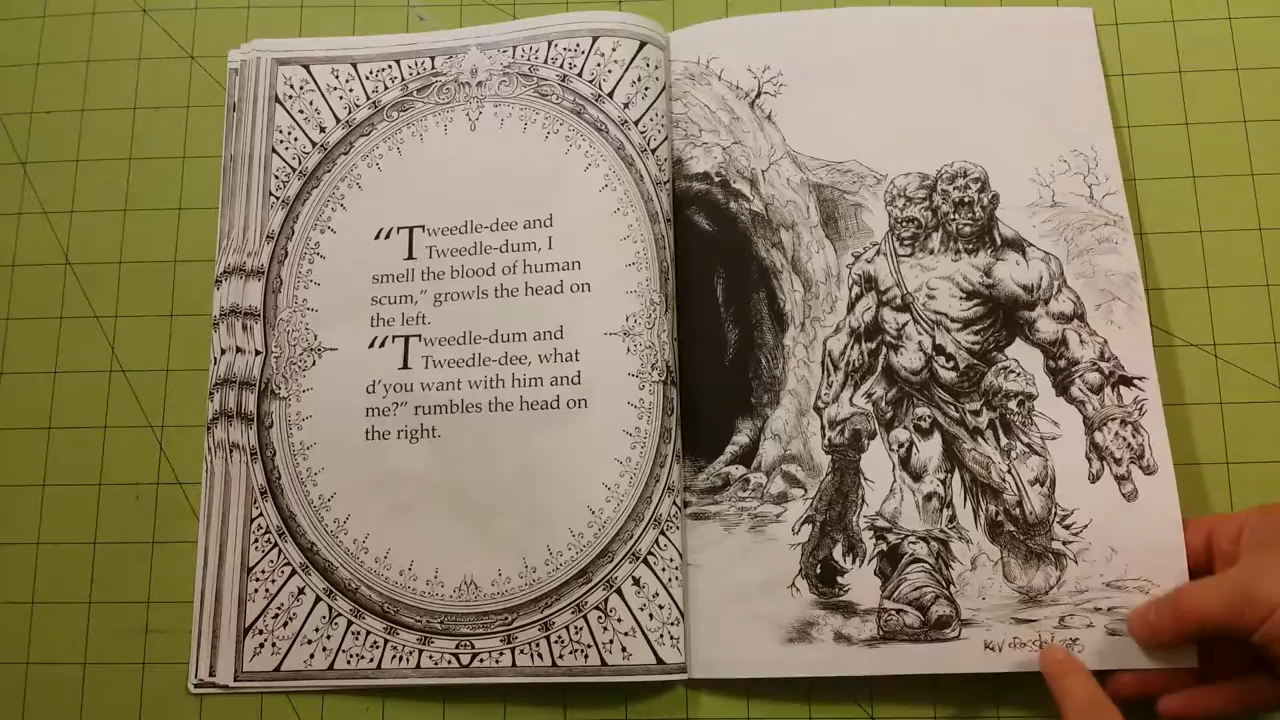 “Tweedle-dee and
Tweedle-dum, I
smell the blood of human
scum,” growls the head on
the left.
“Tweedle-dum and
Tweedle-dee, what
d’you want with him and
me?” rumbles the head on
the right.
KEV